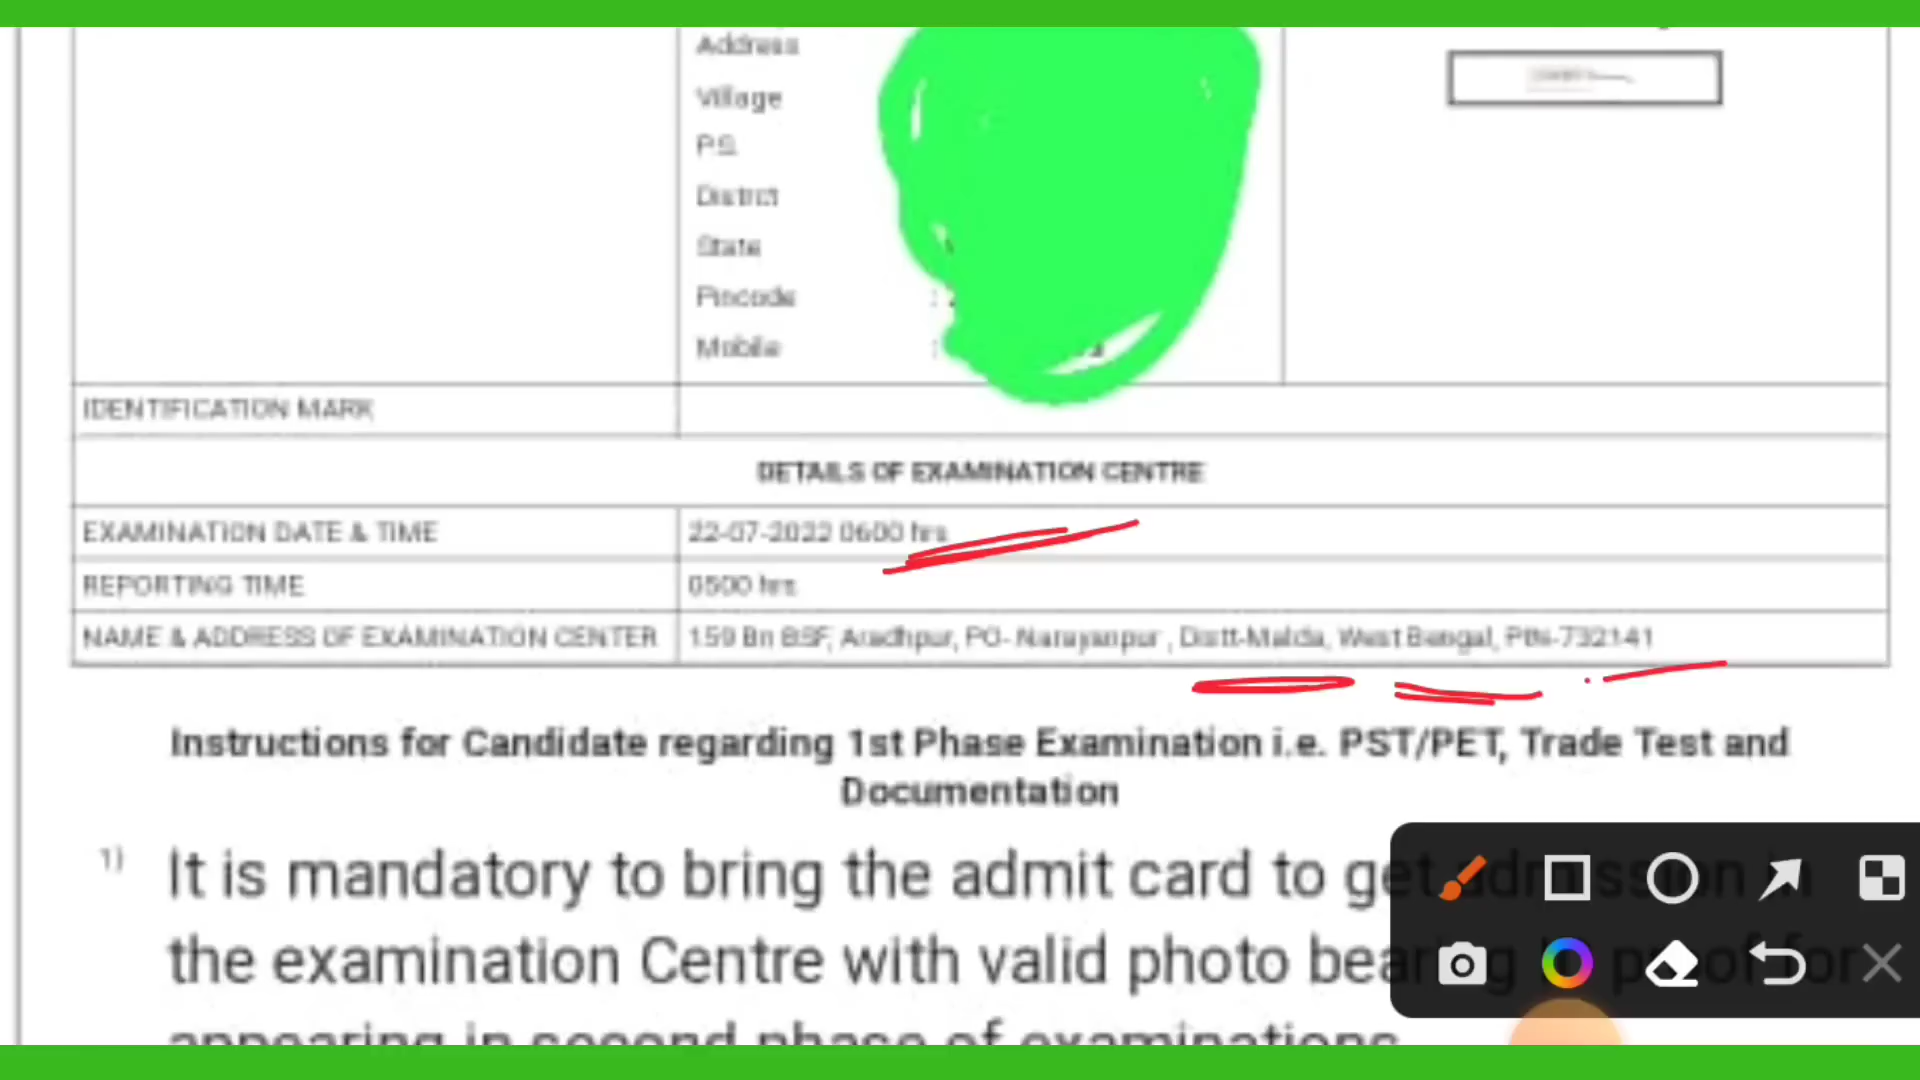 Address
Village
P.S.
District
State
Pincode :
Mobile :
IDENTIFICATION MARK
DETAILS OF EXAMINATION CENTRE
EXAMINATION DATE & TIME 22-07-2022 0600 hrs
REPORTING TIME 0500 hrs
NAME & ADDRESS OF EXAMINATION CENTER 159 Bn BSF, Aradhpur, PO- Narayanpur , Distt-Malda, West Bengal, PIN-732141
Instructions for Candidate regarding 1st Phase Examination i.e. PST/PET, Trade Test and
Documentation
1) It is mandatory to bring the admit card to get admission in
the examination Centre with valid photo bearing proof for
appearing in second phase of examinations